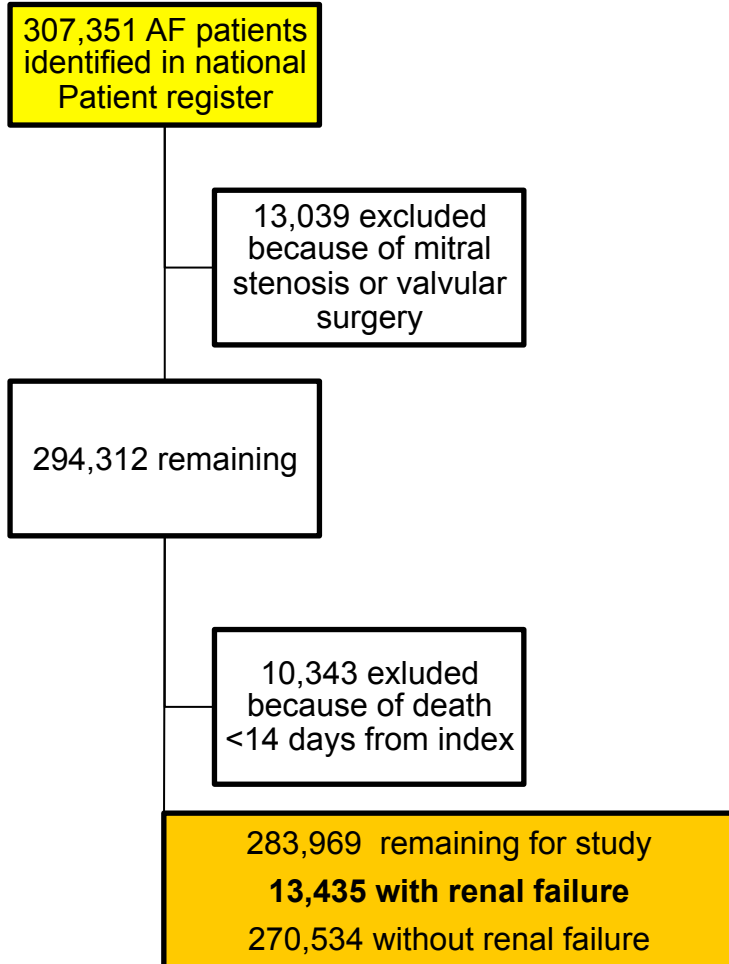 307,351 AF patients
identified in national
Patient register
13,039 excluded
because of mitral
stenosis or valvular
surgery
294,312 remaining
10,343 exluded
because of death
<14 days from index
283,969 remaining for study
13,435 with renal failure
270,534 without renal failure